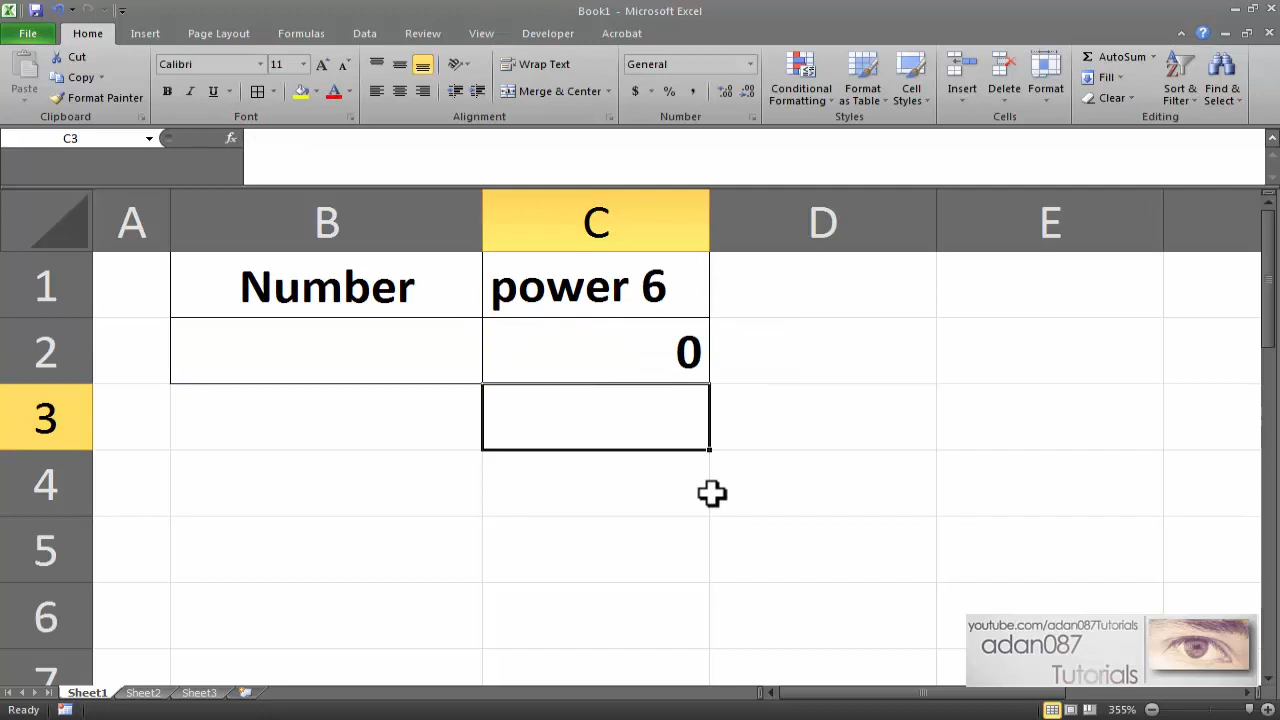 Book1 - Microsoft Excel
File Home Insert Page Layout Formulas Data Review View Developer Acrobat
Paste
Cut
Copy
Format Painter
Clipboard
Calibri 11
B I U
Font
Wrap Text
Merge & Center
Alignment
General
$ % ,
Number
Conditional Formatting
Format as Table
Cell Styles
Styles
Insert Delete Format
Cells
AutoSum
Fill
Clear
Sort & Filter
Find & Select
Editing
C3 fx
A B C D E
1 Number power 6
2 0
3
4
5
6
7
youtube.com/adan087Tutorials
adan087
Tutorials
Sheet1 Sheet2 Sheet3
Ready 355%